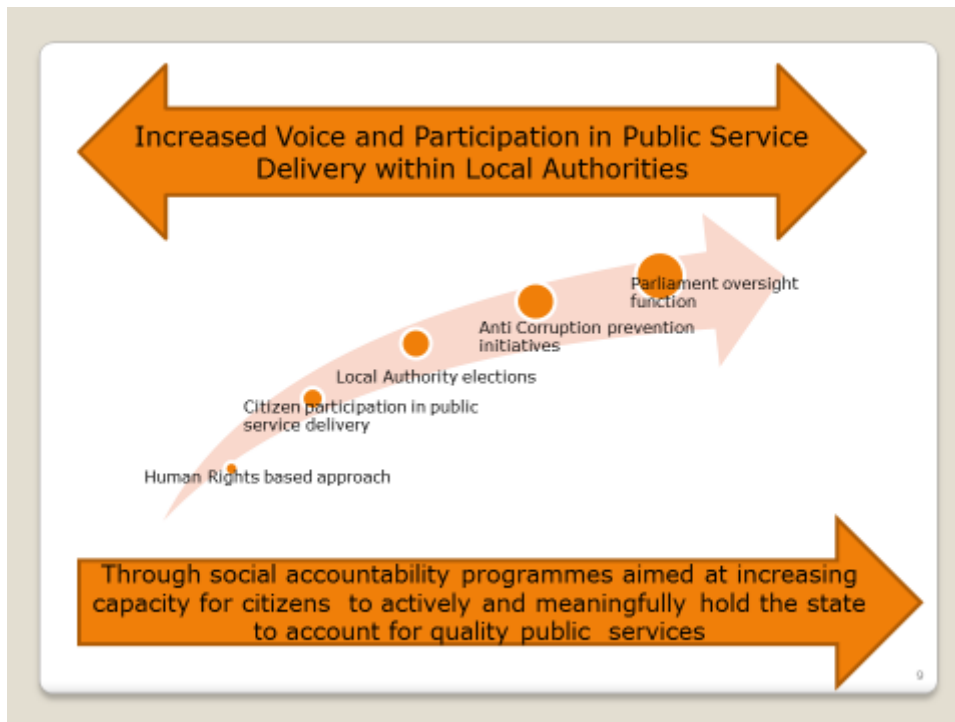 Increased Voice and Participation in Public Service
Delivery within Local Authorities
Parliament oversight
function
Anti Corruption prevention
initiatives
Local Authority elections
Citizen participation in public
service delivery
Human Rights based approach
Through social accountability programmes aimed at increasing
capacity for citizens to actively and meaningfully hold the state
to account for quality public services
9